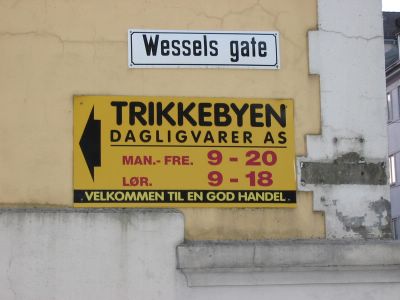 Wessels gate
TRIKKEBYEN
DAGLIGVARER AS
MAN.- FRE. 9 - 20
LØR. 9 - 18
VELKOMMEN TIL EN GOD HANDEL